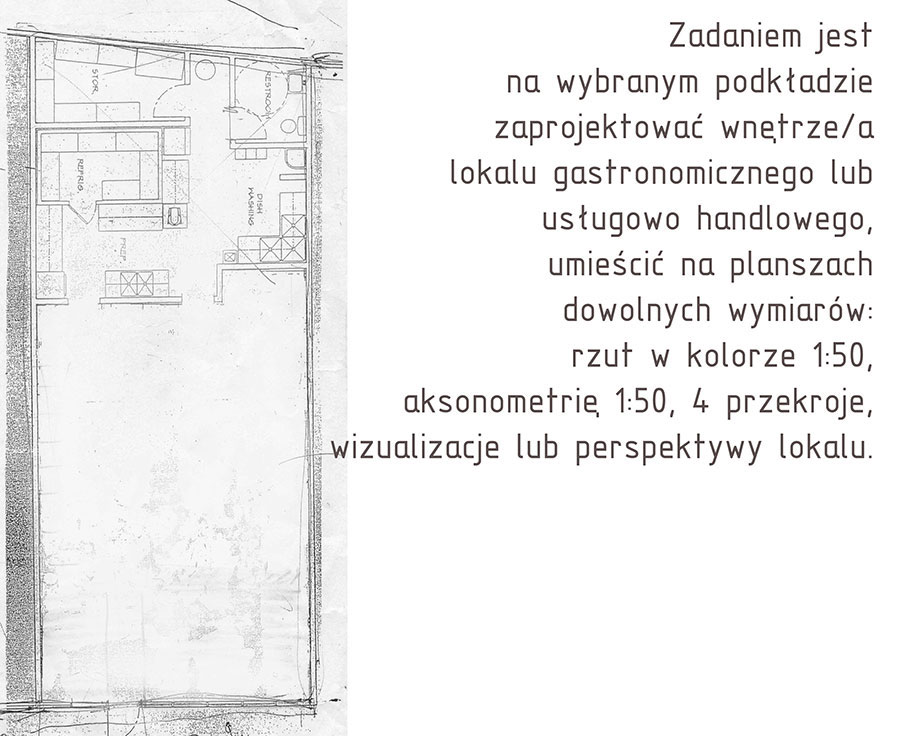 Zadaniem jest
na wybranym podkładzie
zaprojektować wnętrze/a
lokalu gastronomicznego lub
usługowo handlowego,
umieścić na planszach
dowolnych wymiarów:
rzut w kolorze 1:50,
aksonometrię 1:50, 4 przekroje,
wizualizacje lub perspektywy lokalu.
STOR.
RESTROOM
REFRIG.
DISH
WASHING
PREP.